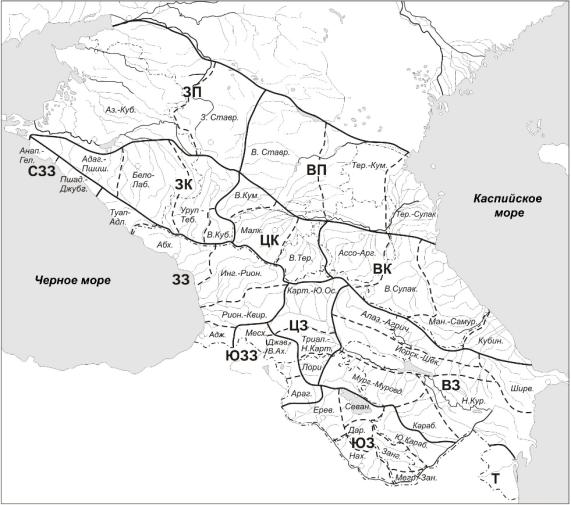 ЗП
Аз.-Куб.
З. Ставр.
Анап.-
Гел.
СЗЗ
Адаг.-
Пшиш.
Пшад.-
Джубг.
Бело-
Лаб.
ЗК
В. Ставр.
ВП
Тер.-Кум.
Туап-
Адл.
Уруп-
Теб.
В.Кум.
Тер.-Сулак.
Каспийское
море
В.Куб.
Малк.
ЦК
Абх.
В.Тер.
Ассо-Арг.
ВК
Черное море
ЗЗ
Инг.-Рион.
В.Сулак.
Карт.-Ю.Ос.
Рион.-Квир.
Ман.-Самур.
Адж.
Месх.
ЦЗ
Алаз.-Агрич.
Кубин.
ЮЗЗ
Джав.-
В.Ах.
Триал.-
Н.Карт.
Иорск.-Шек.
Лори
Мург.-Муровд.
ВЗ
Ширв.
Араг.
Н.Кур.
Ерев.
Севан.
Караб.
Дар.
Ю.Караб.
ЮЗ
Нах.
Занг.
Мегр.-Зан.
Т